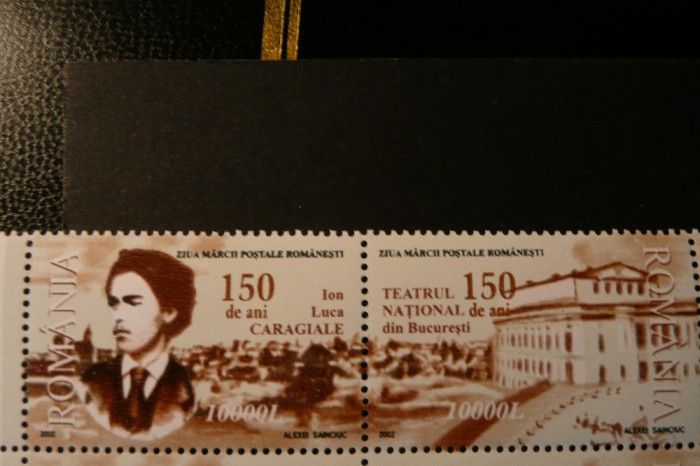 ZIUA MĂRCII POȘTALE ROMÂNEȘTI
ROMÂNIA
150
de ani
Ion
Luca
CARAGIALE
10000L
2002
ALEXEI SAINCIUC
ZIUA MĂRCII POȘTALE ROMÂNEȘTI
TEATRUL 150
NAȚIONAL de ani
din București
ROMÂNIA
10000L
2002
ALEXEI SAINCIUC